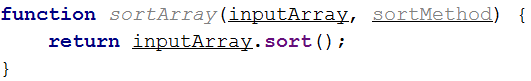 function sortArray(inputArray, sortMethod) {
    return inputArray.sort();
}